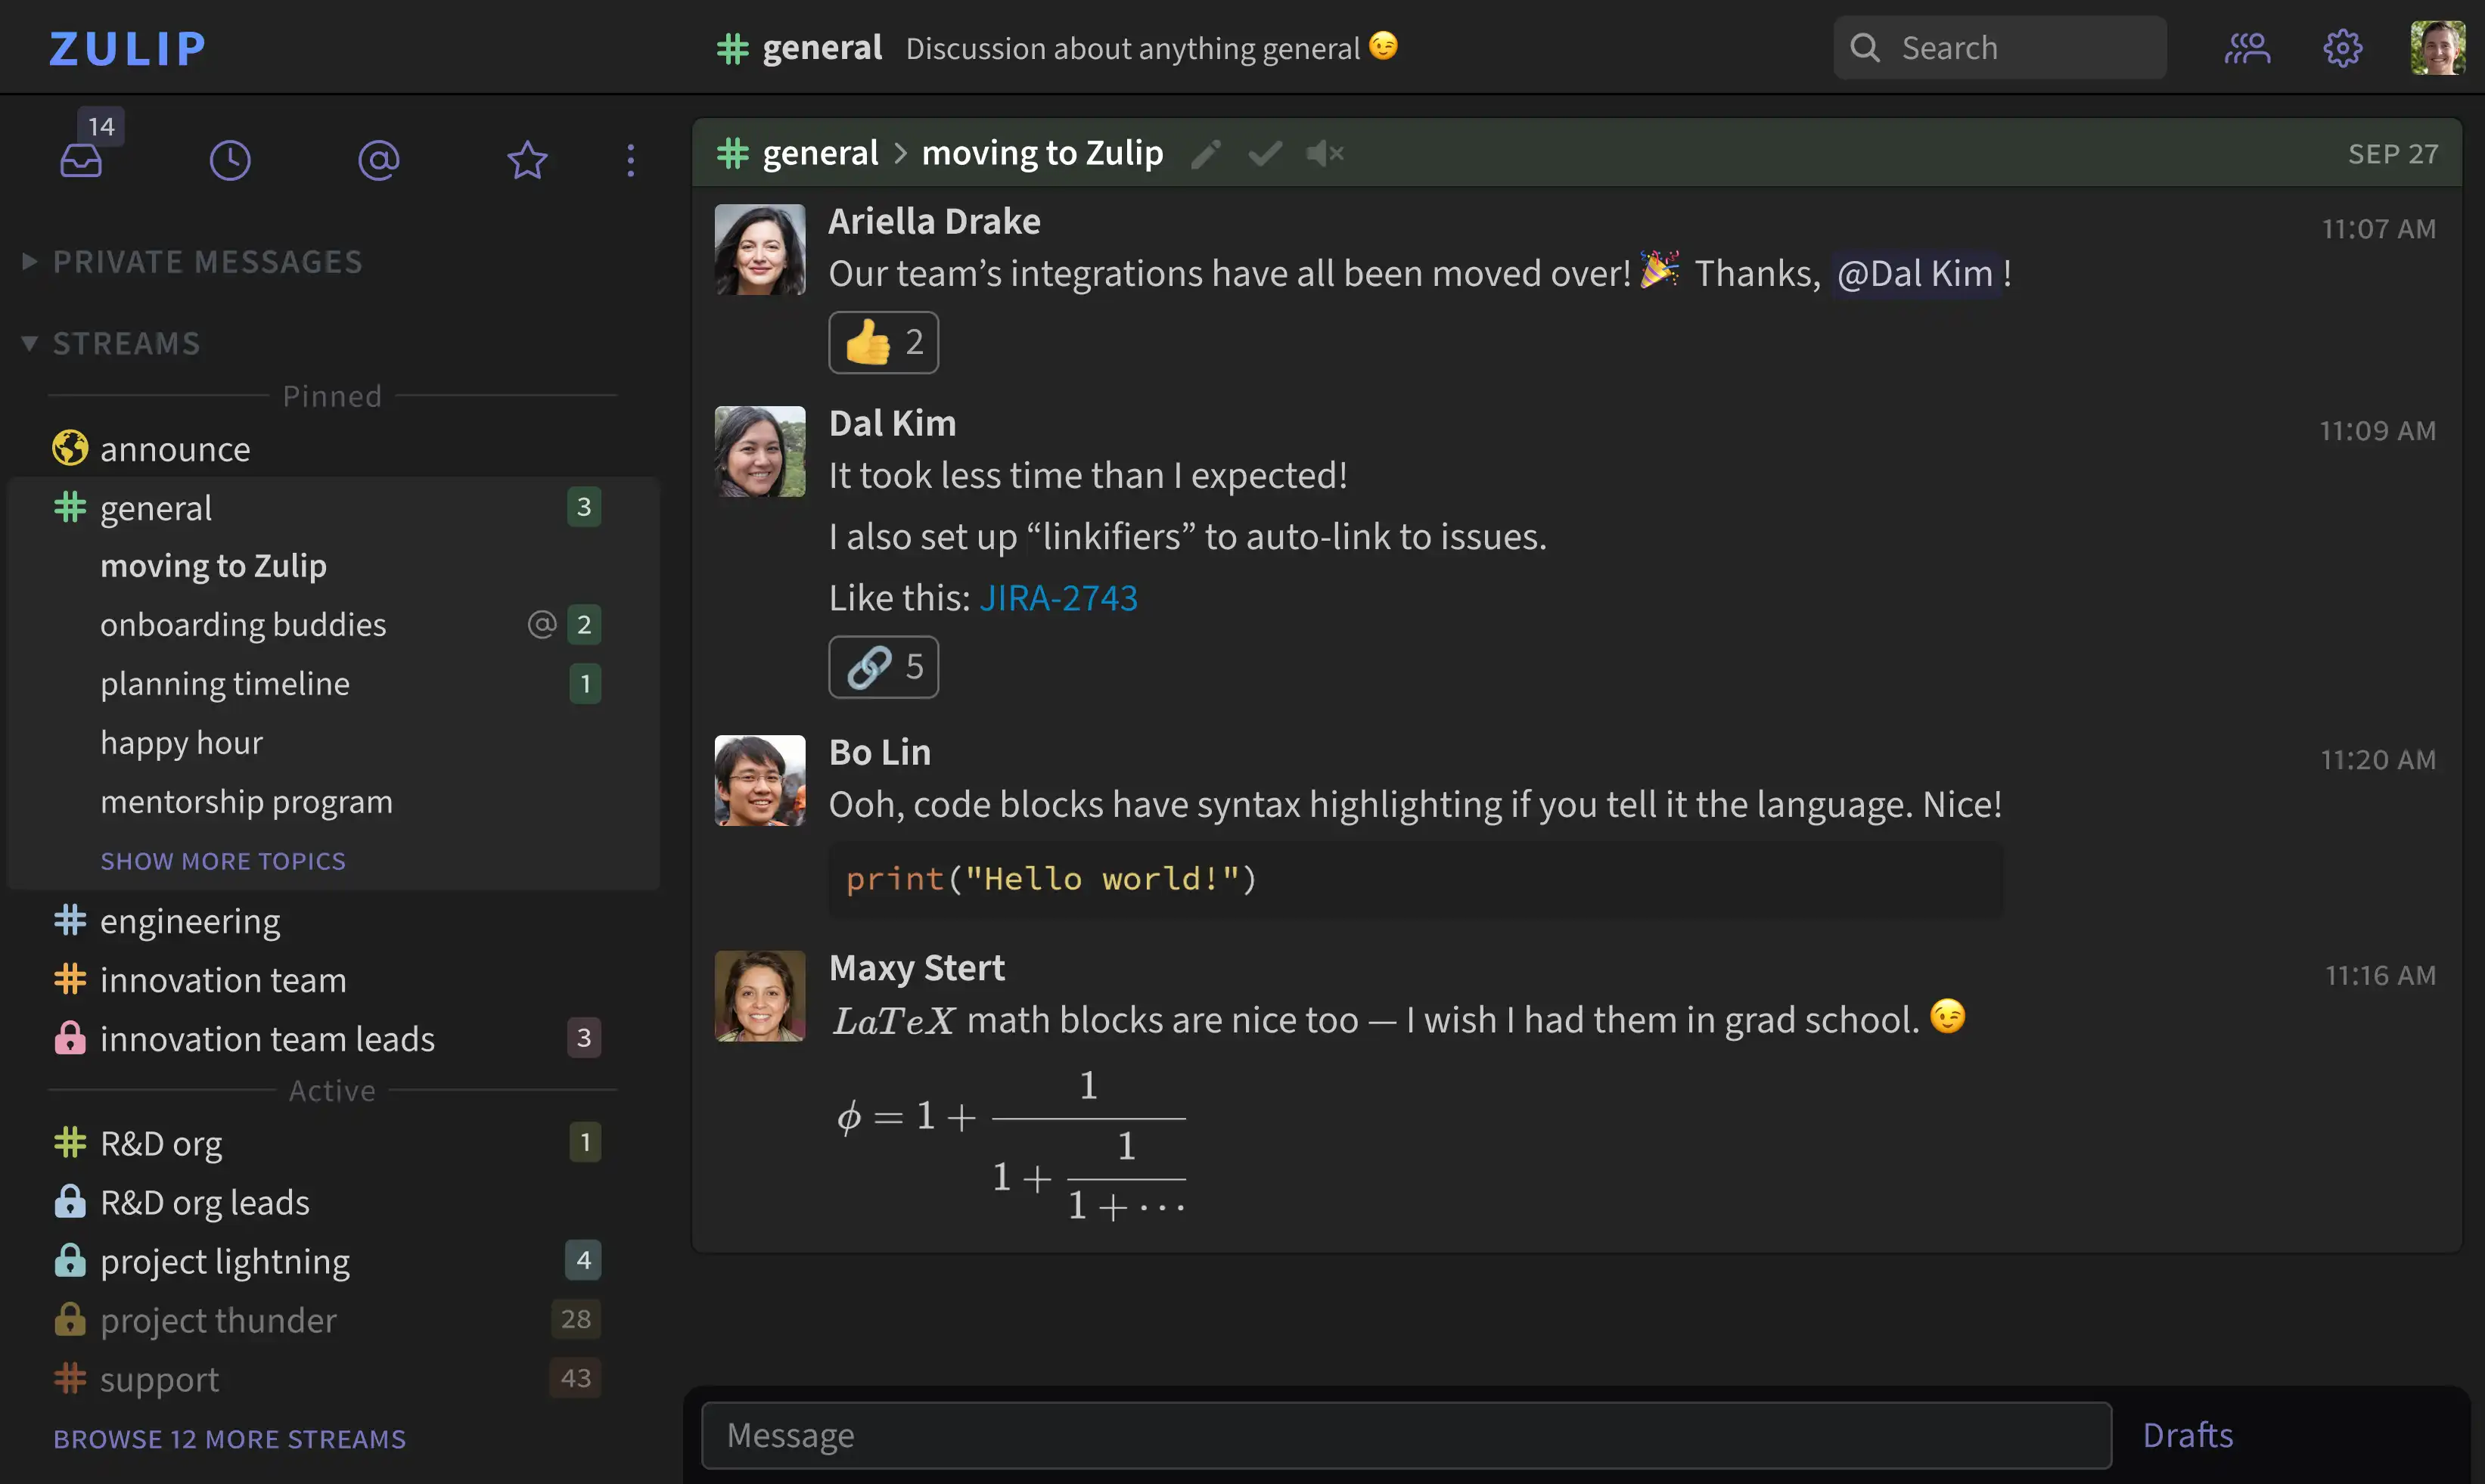 ZULIP
# general Discussion about anything general 😉
Search
14
PRIVATE MESSAGES
STREAMS
Pinned
announce
# general 3
moving to Zulip
onboarding buddies @ 2
planning timeline 1
happy hour
mentorship program
SHOW MORE TOPICS
# engineering
# innovation team
innovation team leads 3
Active
# R&D org 1
R&D org leads
project lightning 4
project thunder 28
# support 43
BROWSE 12 MORE STREAMS
# general > moving to Zulip SEP 27
Ariella Drake 11:07 AM
Our team’s integrations have all been moved over! 🎉 Thanks, @Dal Kim !
👍 2
Dal Kim 11:09 AM
It took less time than I expected!
I also set up “linkifiers” to auto-link to issues.
Like this: JIRA-2743
🔗 5
Bo Lin 11:20 AM
Ooh, code blocks have syntax highlighting if you tell it the language. Nice!
print("Hello world!")
Maxy Stert 11:16 AM
LaTeX math blocks are nice too — I wish I had them in grad school. 😉
1
ϕ = 1 +
1
1 +
1 + ⋯
Message
Drafts